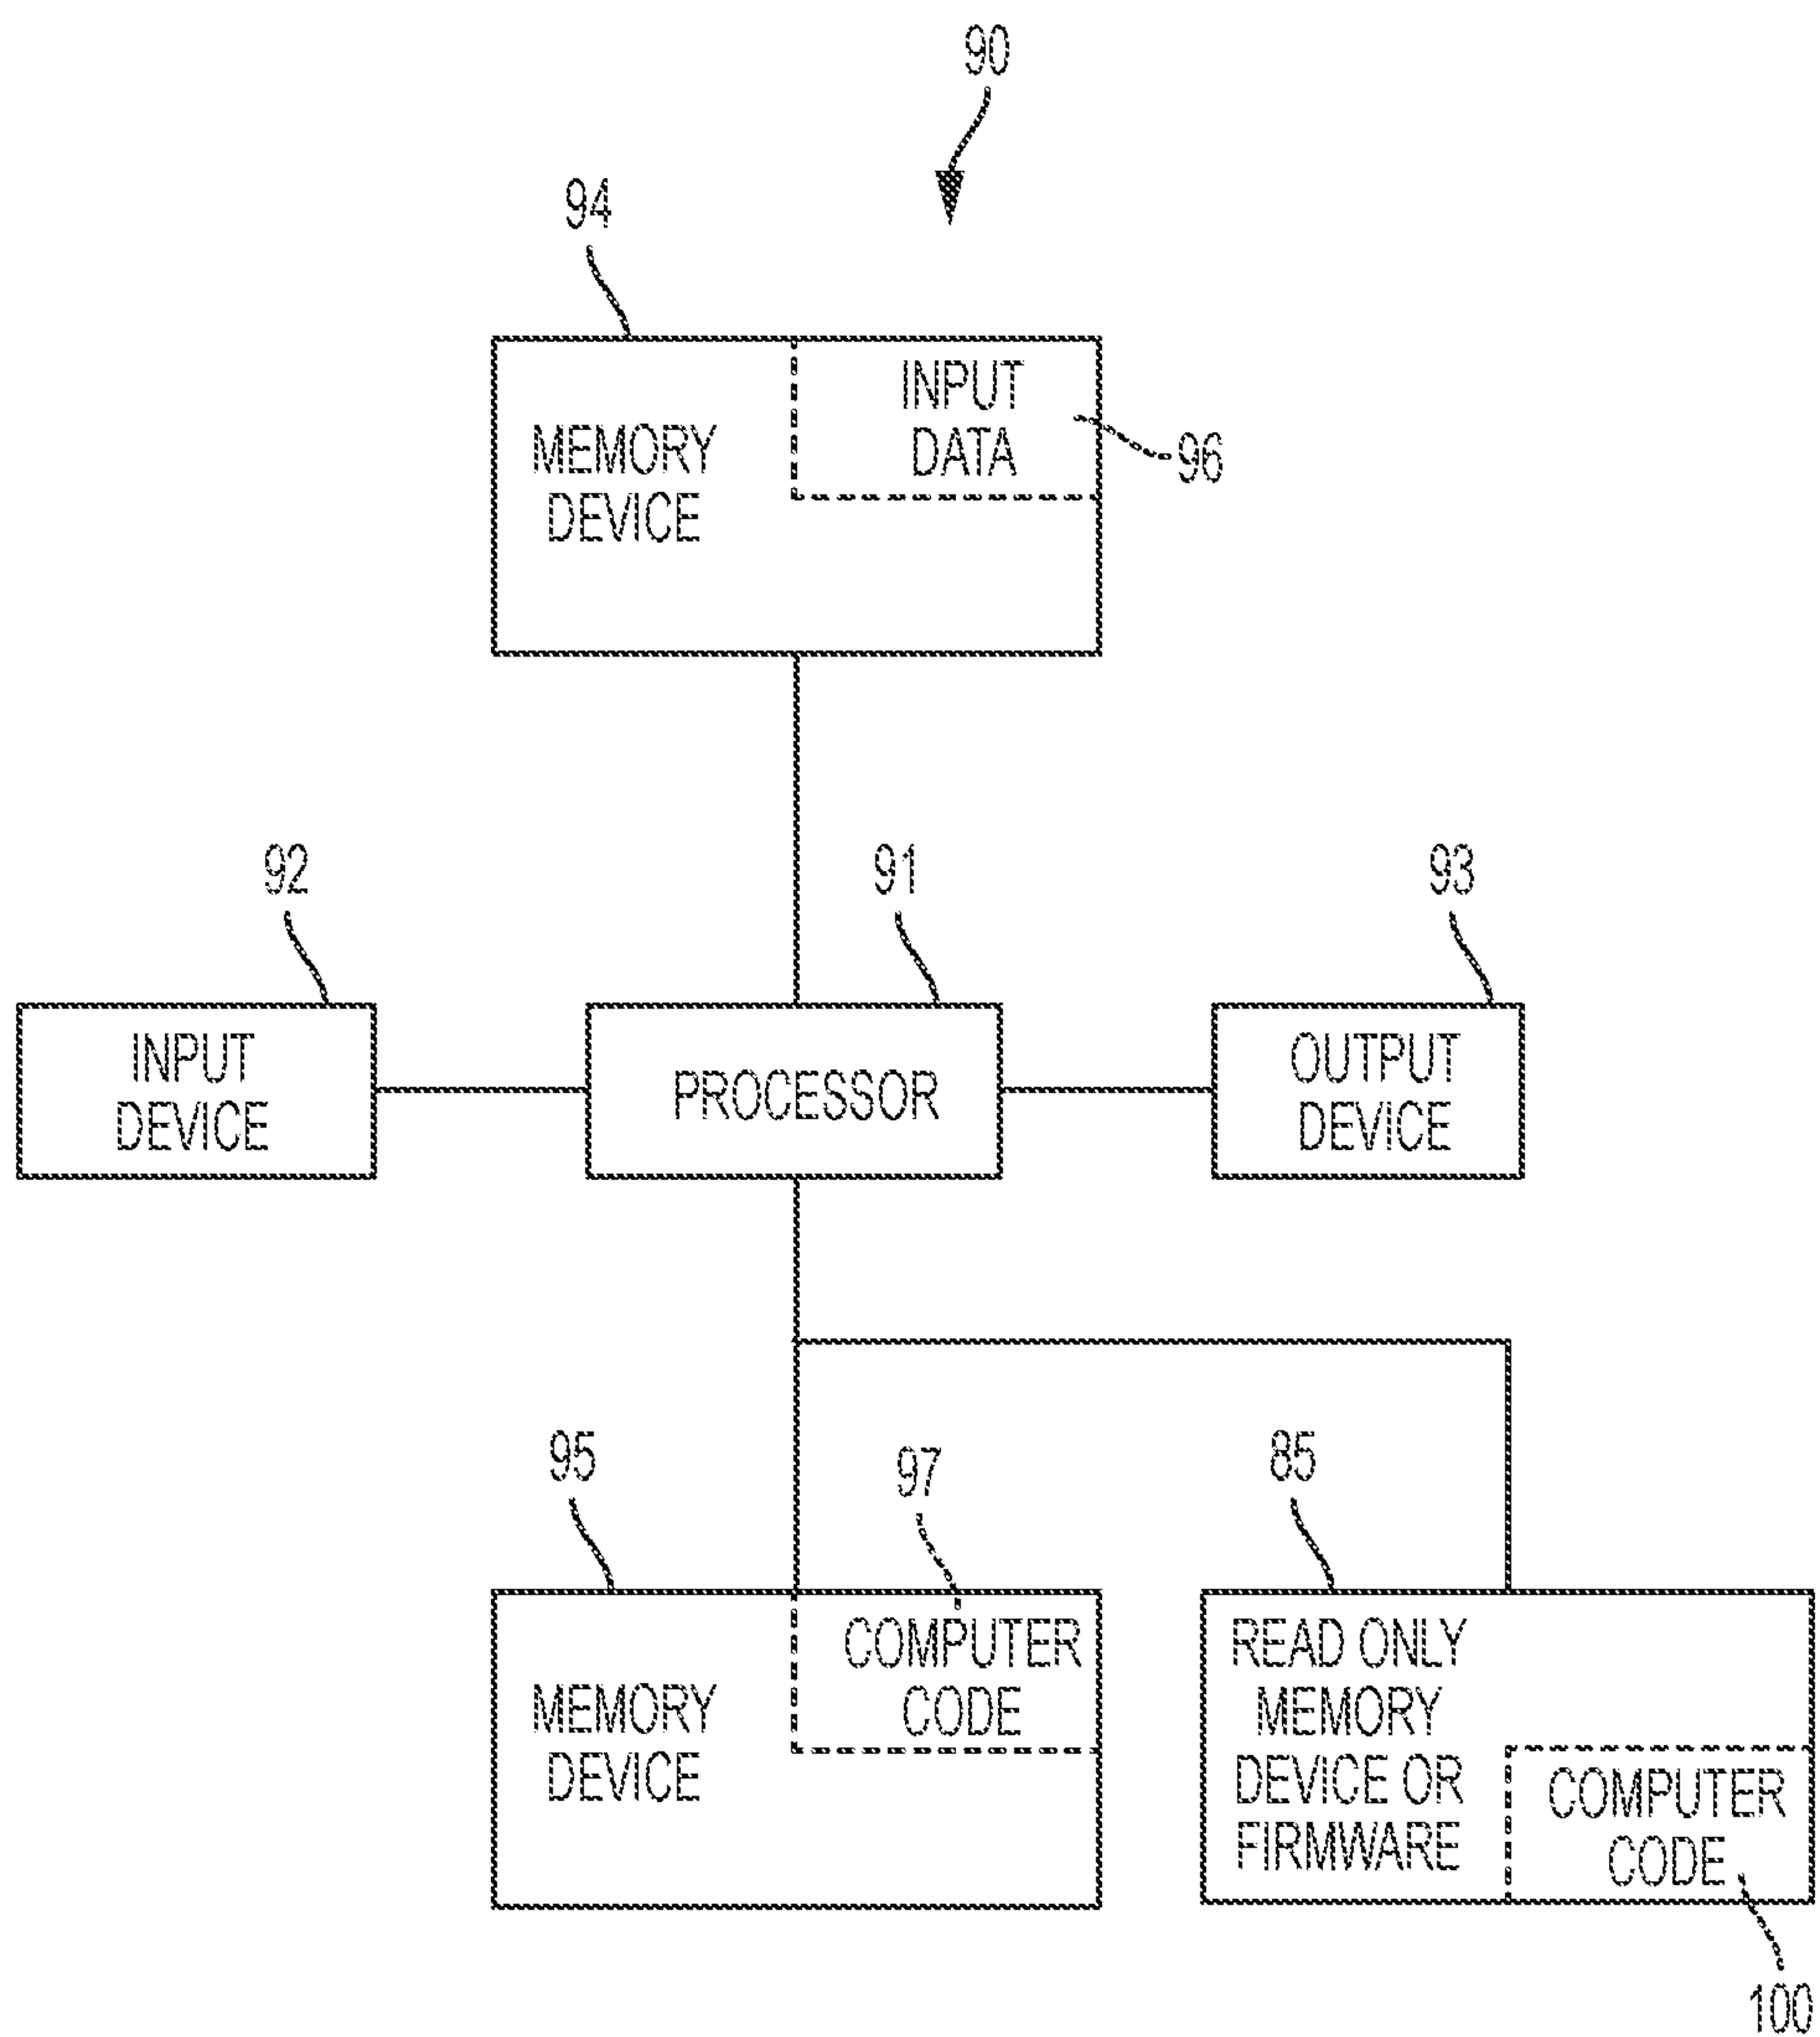 90
94
INPUT
DATA
MEMORY
DEVICE
96
92
91
93
INPUT
DEVICE
PROCESSOR
OUTPUT
DEVICE
95
97
85
COMPUTER
CODE
MEMORY
DEVICE
READ ONLY
MEMORY
DEVICE OR
FIRMWARE
COMPUTER
CODE
100